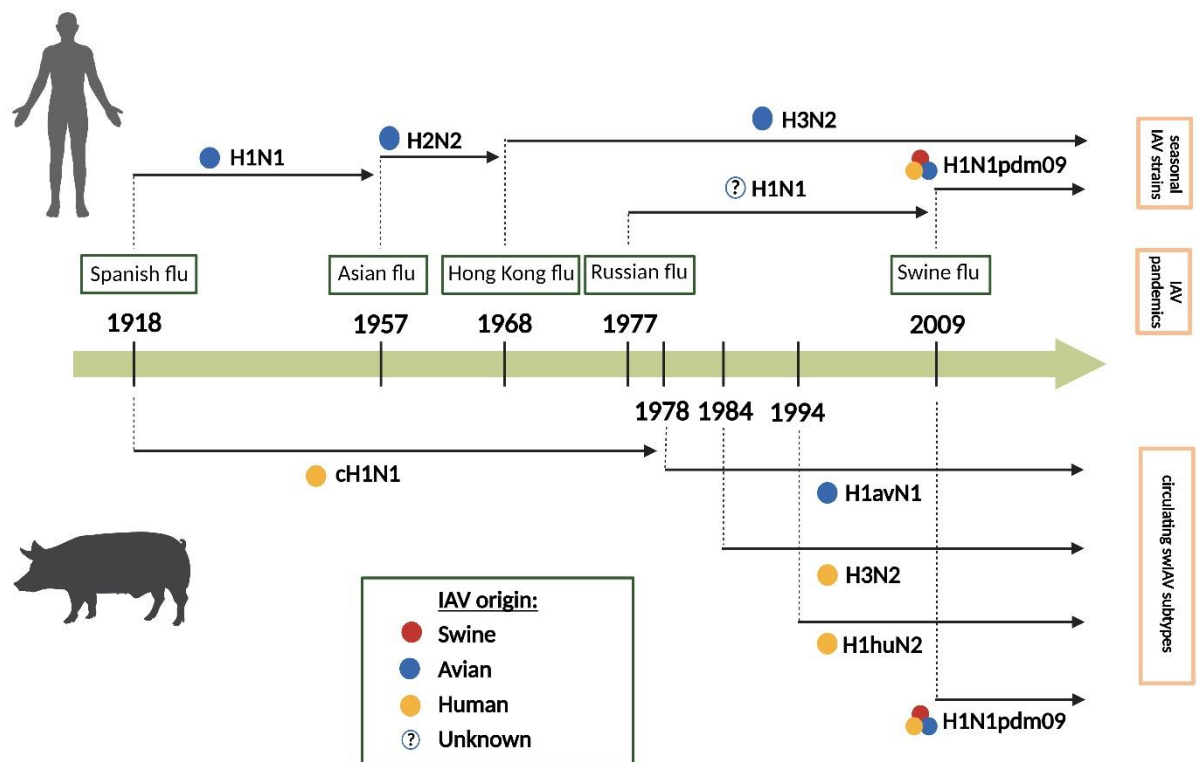 H3N2
H2N2
H1N1
H1N1pdm09
? H1N1
seasonal
IAV strains
Spanish flu
Asian flu
Hong Kong flu
Russian flu
Swine flu
IAV
pandemics
1918
1957
1968
1977
2009
1978
1984
1994
cH1N1
H1avN1
H3N2
H1huN2
H1N1pdm09
circulating swIAV subtypes
IAV origin:
Swine
Avian
Human
? Unknown